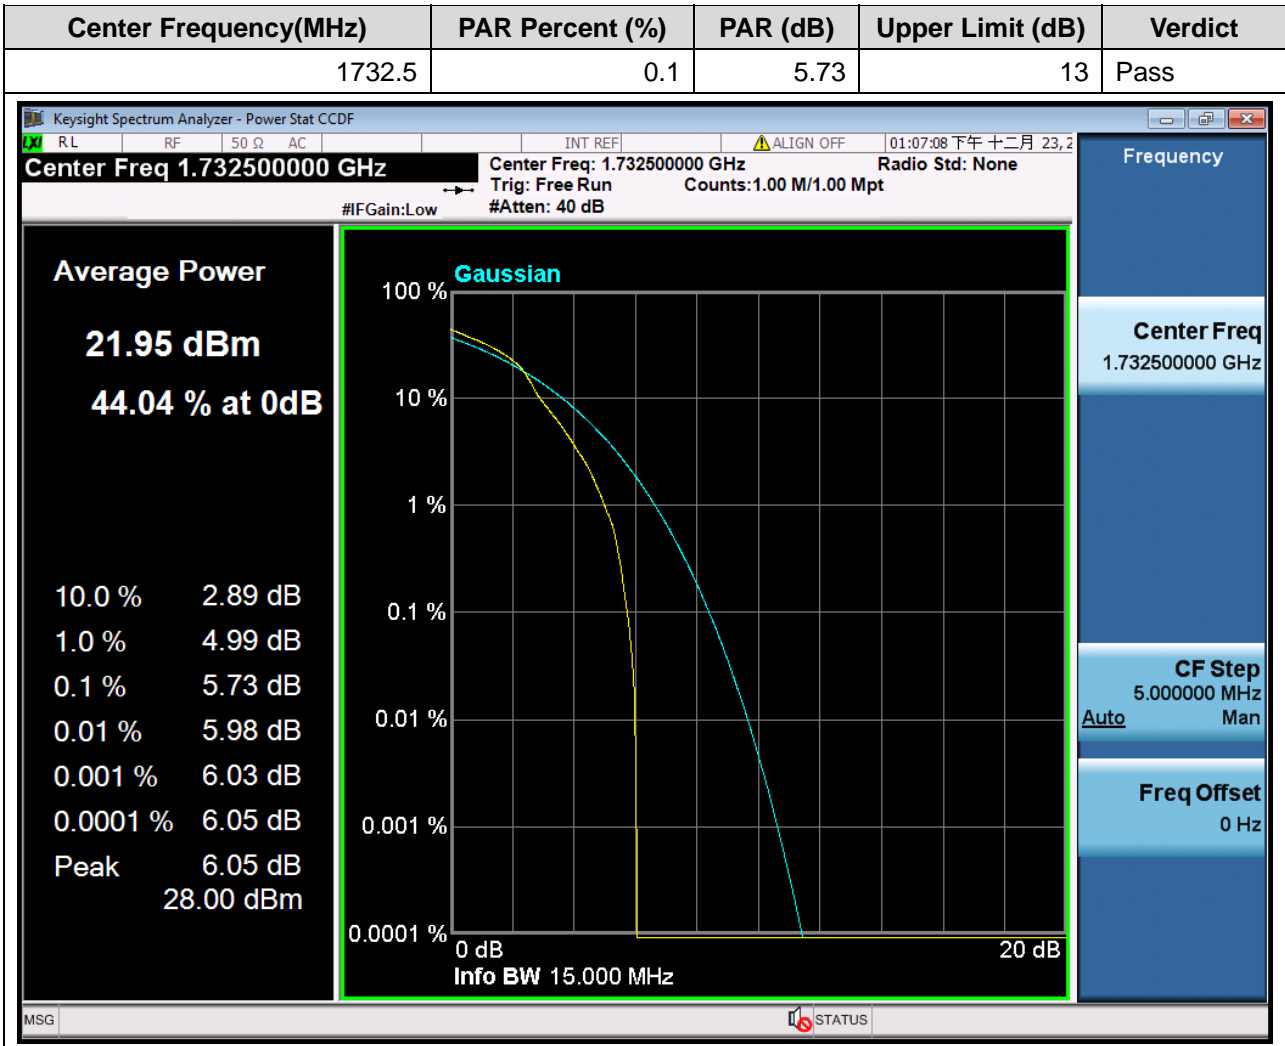 Center Frequency(MHz) PAR Percent (%) PAR (dB) Upper Limit (dB) Verdict
1732.5 0.1 5.73 13 Pass
Keysight Spectrum Analyzer - Power Stat CCDF
LXI RL RF 50 Ω AC INT REF ALIGN OFF 01:07:08 下午 十二月 23, 2
Center Freq 1.732500000 GHz
#IFGain:Low
Center Freq: 1.732500000 GHz Radio Std: None
Trig: Free Run Counts:1.00 M/1.00 Mpt
#Atten: 40 dB
Average Power
21.95 dBm
44.04 % at 0dB
10.0 % 2.89 dB
1.0 % 4.99 dB
0.1 % 5.73 dB
0.01 % 5.98 dB
0.001 % 6.03 dB
0.0001 % 6.05 dB
Peak 6.05 dB
28.00 dBm
Gaussian
100 %
10 %
1 %
0.1 %
0.01 %
0.001 %
0.0001 %
0 dB 20 dB
Info BW 15.000 MHz
Frequency
Center Freq
1.732500000 GHz
CF Step
5.000000 MHz
Auto Man
Freq Offset
0 Hz
MSG STATUS